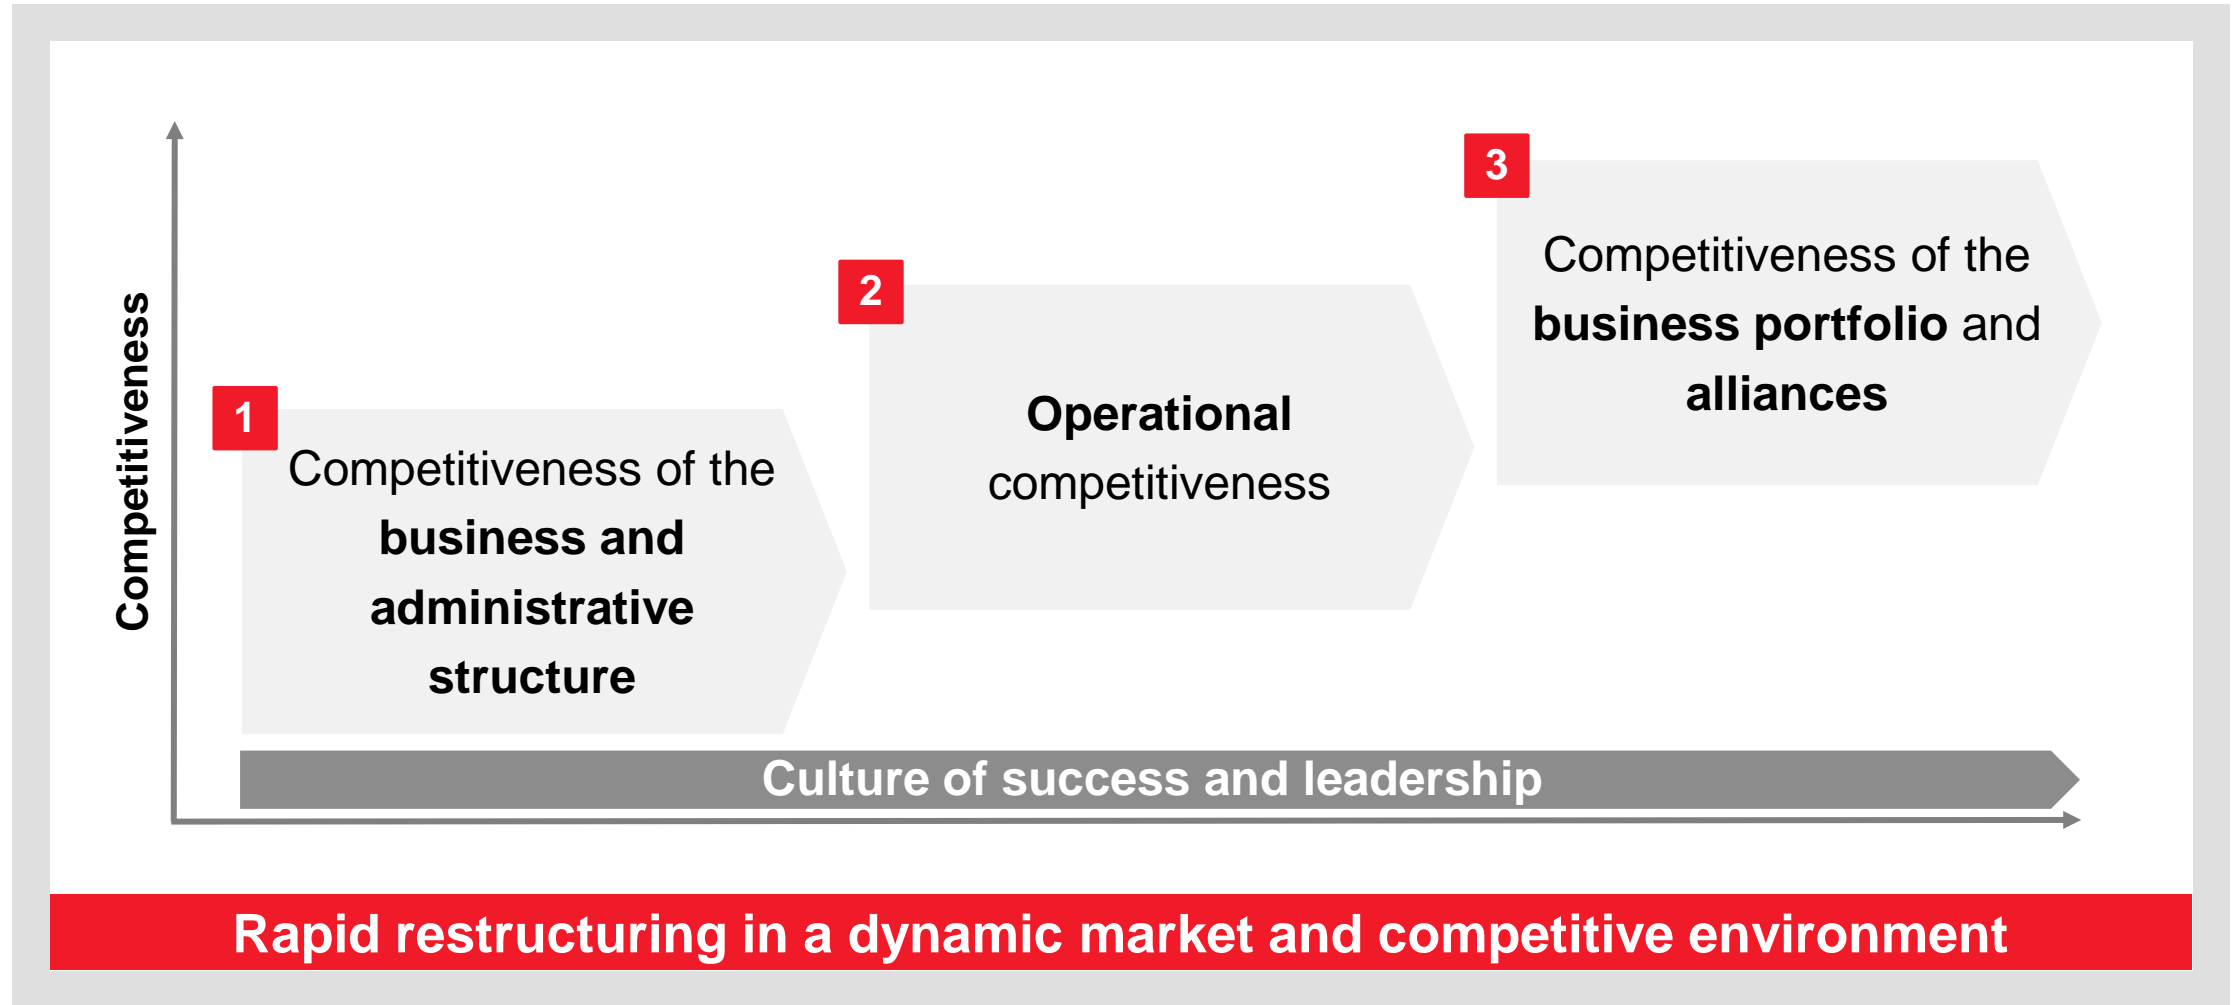 Competitiveness
1
Competitiveness of the
business and
administrative
structure
2
Operational
competitiveness
3
Competitiveness of the
business portfolio and
alliances
Culture of success and leadership
Rapid restructuring in a dynamic market and competitive environment